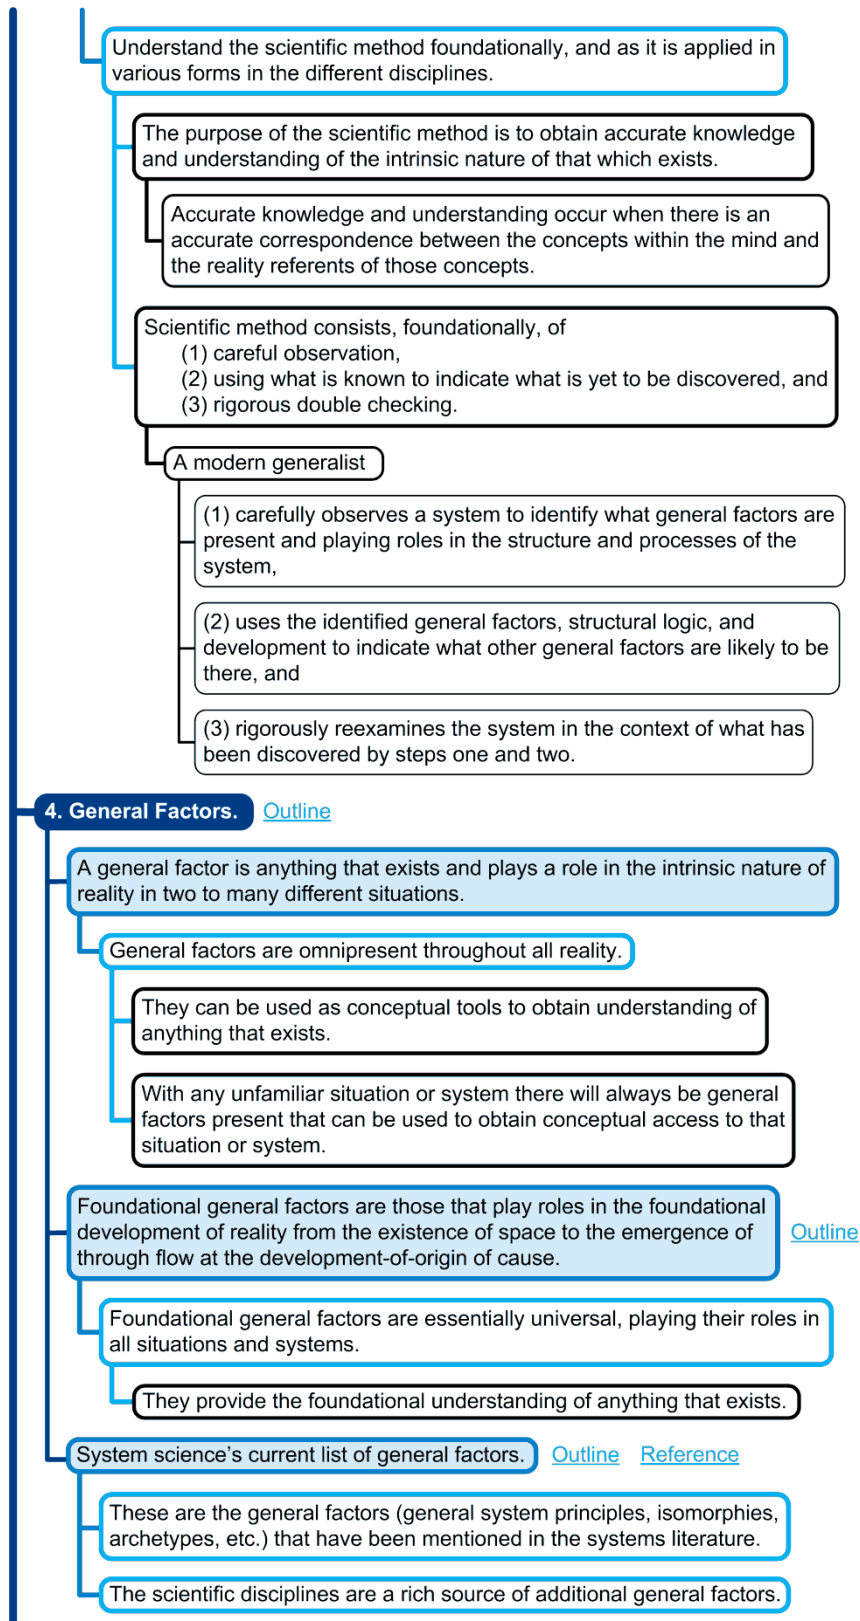 Understand the scientific method foundationally, and as it is applied in
various forms in the different disciplines.
The purpose of the scientific method is to obtain accurate knowledge
and understanding of the intrinsic nature of that which exists.
Accurate knowledge and understanding occur when there is an
accurate correspondence between the concepts within the mind and
the reality referents of those concepts.
Scientific method consists, foundationally, of
(1) careful observation,
(2) using what is known to indicate what is yet to be discovered, and
(3) rigorous double checking.
A modern generalist
(1) carefully observes a system to identify what general factors are
present and playing roles in the structure and processes of the
system,
(2) uses the identified general factors, structural logic, and
development to indicate what other general factors are likely to be
there, and
(3) rigorously reexamines the system in the context of what has
been discovered by steps one and two.
4. General Factors. Outline
A general factor is anything that exists and plays a role in the intrinsic nature of
reality in two to many different situations.
General factors are omnipresent throughout all reality.
They can be used as conceptual tools to obtain understanding of
anything that exists.
With any unfamiliar situation or system there will always be general
factors present that can be used to obtain conceptual access to that
situation or system.
Foundational general factors are those that play roles in the foundational
development of reality from the existence of space to the emergence of
through flow at the development-of-origin of cause.
Outline
Foundational general factors are essentially universal, playing their roles in
all situations and systems.
They provide the foundational understanding of anything that exists.
System science's current list of general factors. Outline Reference
These are the general factors (general system principles, isomorphies,
archetypes, etc.) that have been mentioned in the systems literature.
The scientific disciplines are a rich source of additional general factors.